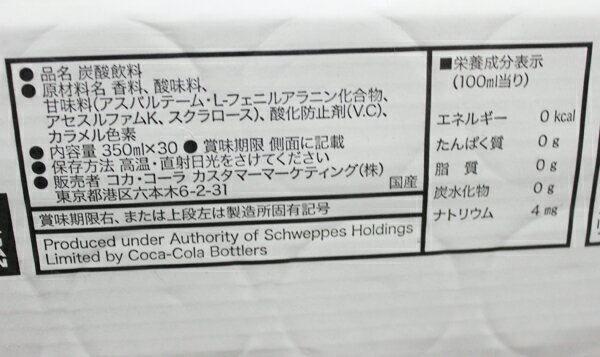 ● 品名 炭酸飲料
● 原材料名 香料、酸味料、
甘味料(アスパルテーム・L-フェニルアラニン化合物、
アセスルファムK、スクラロース)、酸化防止剤(V.C)、
カラメル色素
● 内容量 350ml×30 ● 賞味期限 側面に記載
● 保存方法 高温・直射日光をさけてください
● 販売者 コカ・コーラ カスタマーマーケティング(株)
東京都港区六本木6-2-31 国産
賞味期限右、または上段左は製造所固有記号
Produced under Authority of Schweppes Holdings
Limited by Coca-Cola Bottlers
■栄養成分表示
(100ml当り)
エネルギー 0 kcal
たんぱく質 0 g
脂 質 0 g
炭水化物 0 g
ナトリウム 4 mg